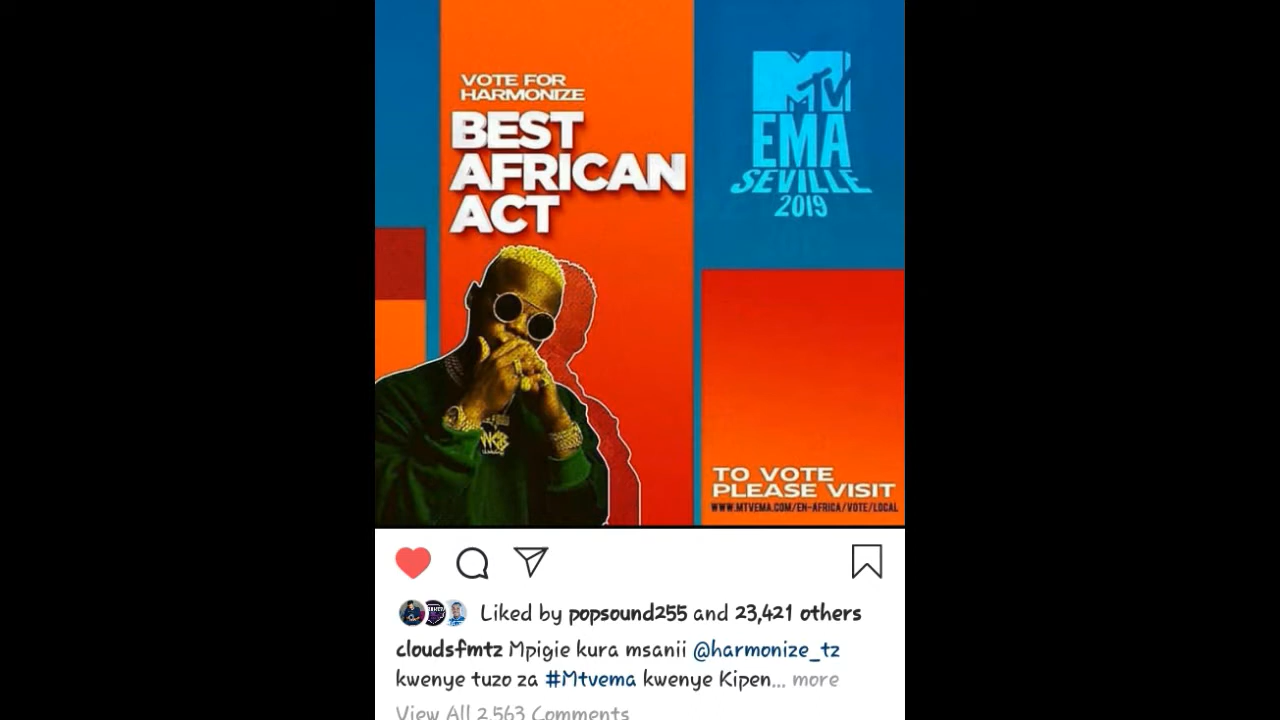 VOTE FOR
HARMONIZE
BEST
AFRICAN
ACT
MTV
EMA
SEVILLE
2019
TO VOTE
PLEASE VISIT
WWW.MTVEMA.COM/EN-AFRICA/VOTE/LOCAL
Liked by popsound255 and 23,421 others
cloudsfmtz Mpigie kura msanii @harmonize_tz
kwenye tuzo za #Mtvema kwenye Kipen... more
View All 2,563 Comments